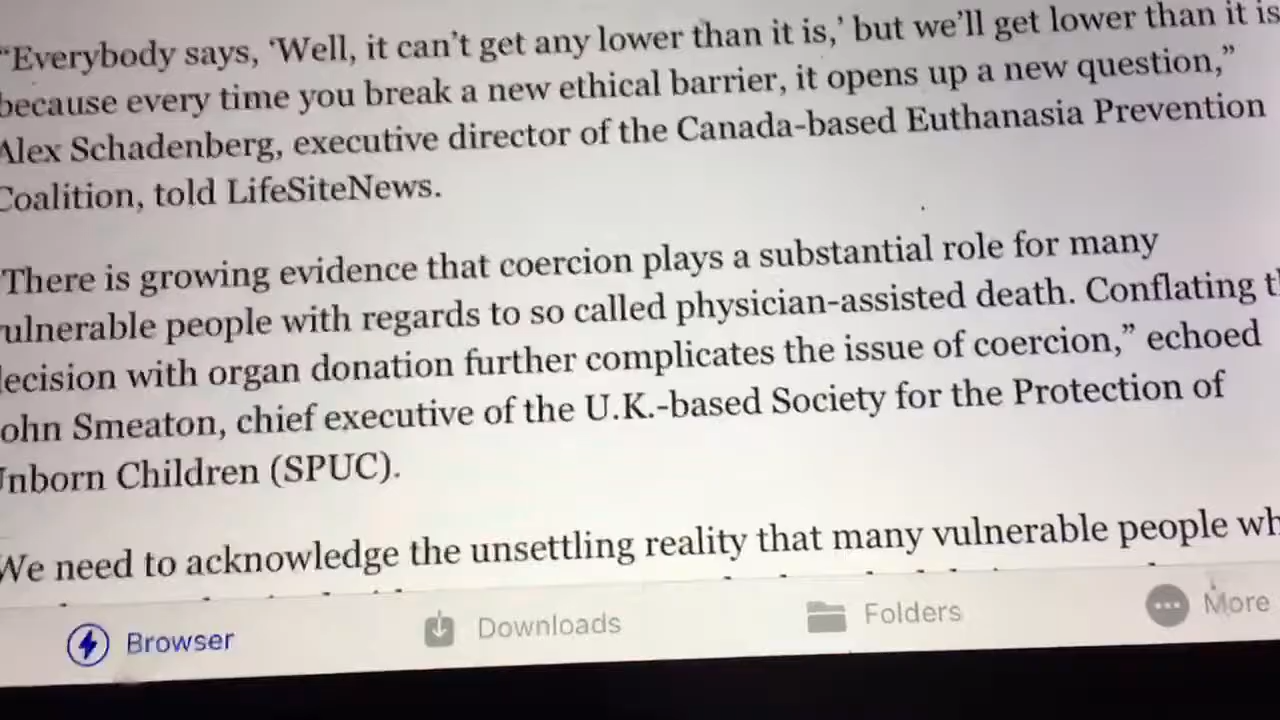 “Everybody says, ‘Well, it can’t get any lower than it is,’ but we’ll get lower than it is
because every time you break a new ethical barrier, it opens up a new question,”
Alex Schadenberg, executive director of the Canada-based Euthanasia Prevention
Coalition, told LifeSiteNews.
There is growing evidence that coercion plays a substantial role for many
vulnerable people with regards to so called physician-assisted death. Conflating th
decision with organ donation further complicates the issue of coercion,” echoed
ohn Smeaton, chief executive of the U.K.-based Society for the Protection of
Unborn Children (SPUC).
We need to acknowledge the unsettling reality that many vulnerable people wh
Browser Downloads Folders More